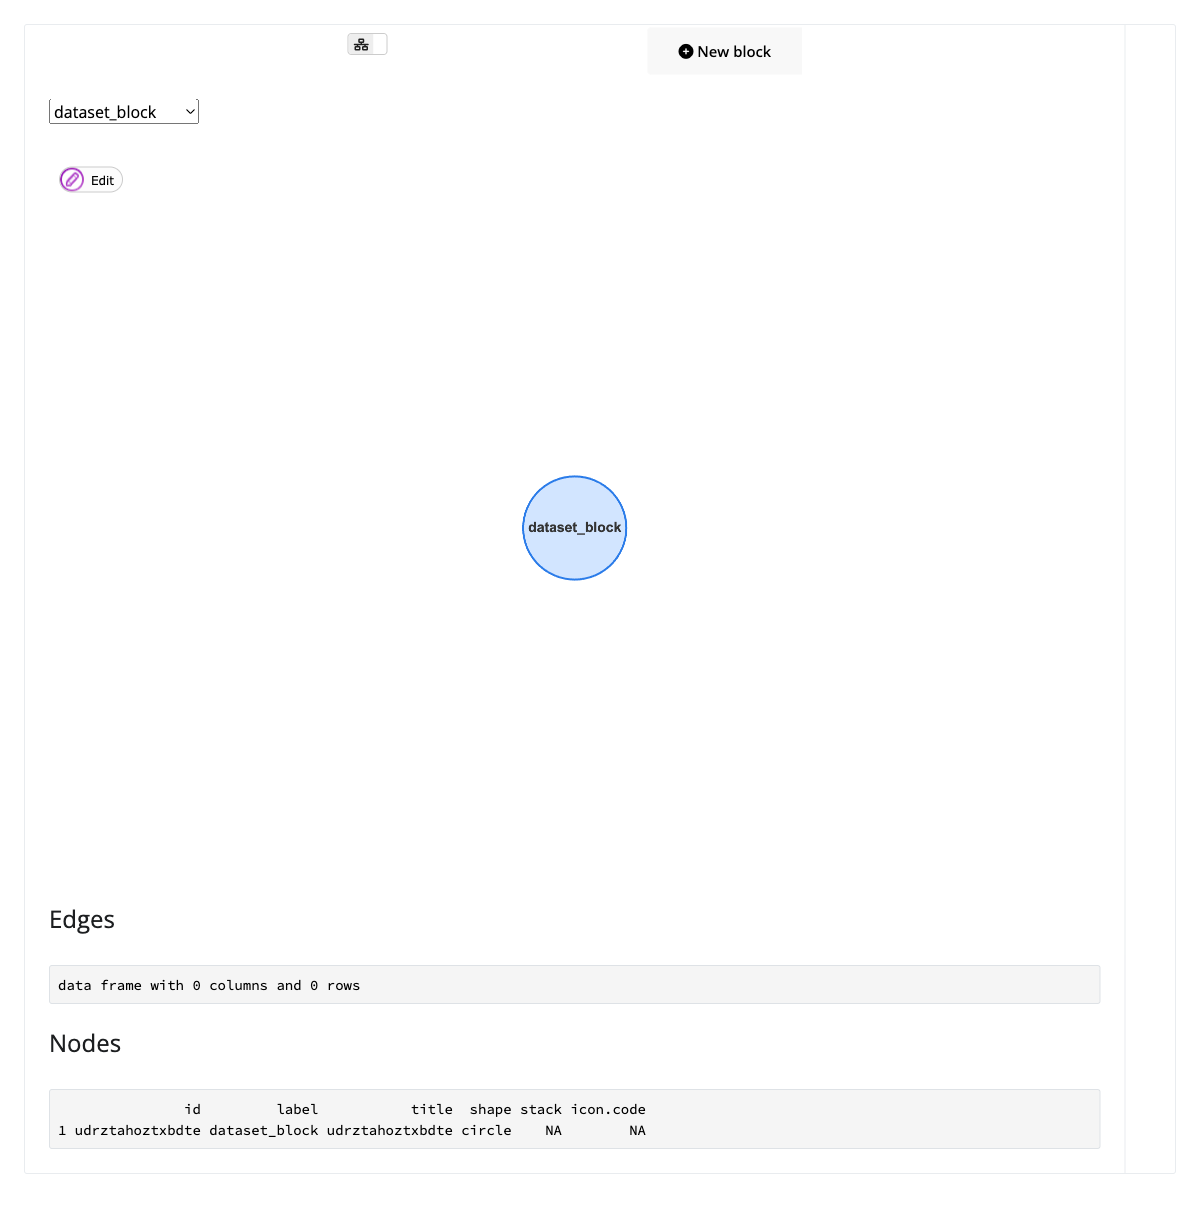 New block
dataset_block
Edit
dataset_block
Edges
data frame with 0 columns and 0 rows
Nodes
id label title shape stack icon.code
1 udrztahoztxbdte dataset_block udrztahoztxbdte circle NA NA